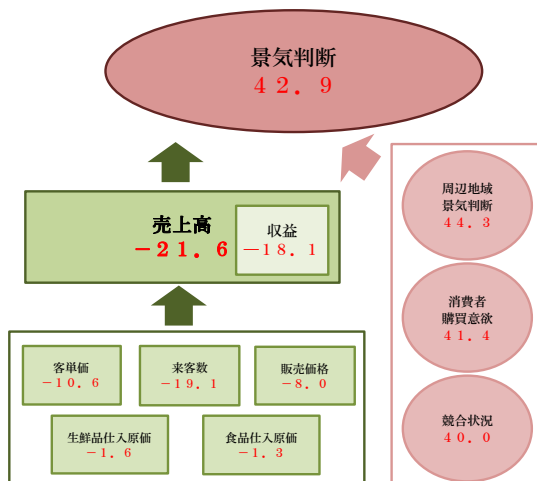 景気判断
４２．９
売上高
－２１．６
収益
－１８．１
客単価
－１０．６
来客数
－１９．１
販売価格
－８．０
生鮮品仕入原価
－１．６
食品仕入原価
－１．３
周辺地域
景気判断
４４．３
消費者
購買意欲
４１．４
競合状況
４０．０